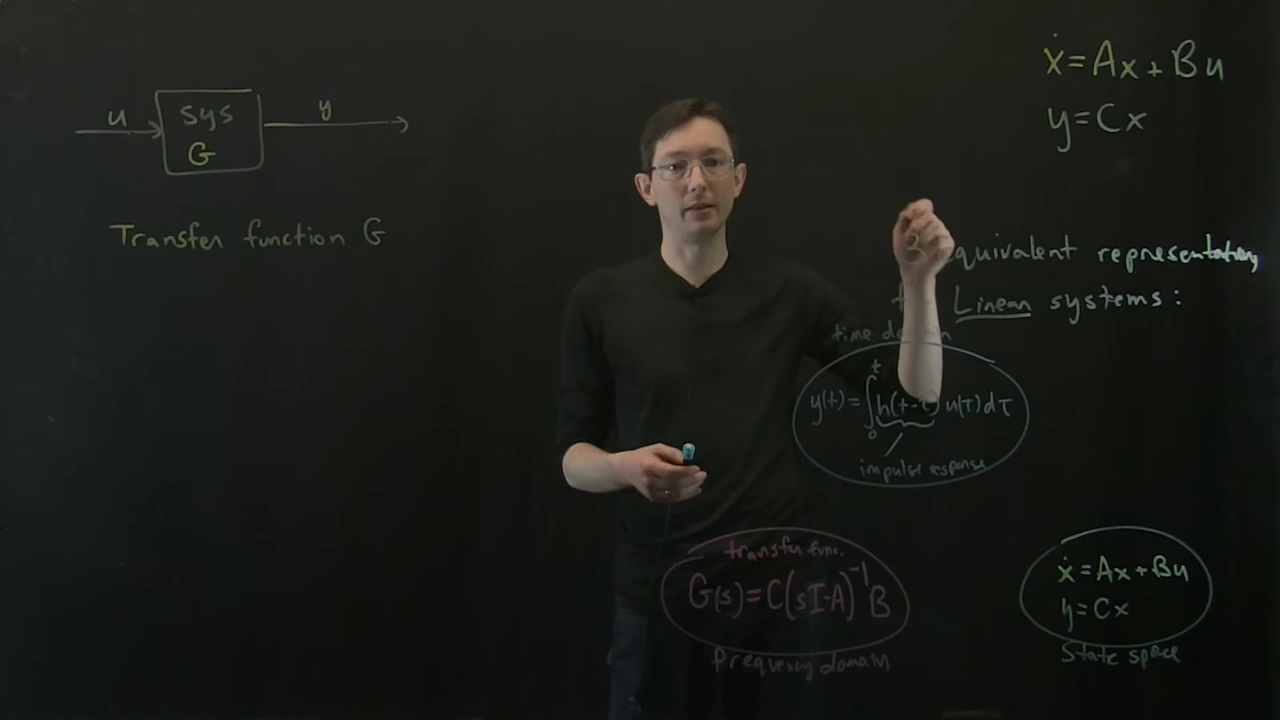 u
sys
y
G
Transfer function G
ẋ=Ax+Bu
y=Cx
equivalent representations
Linear systems:
time
y(t)=∫₀ᵗ h(t-τ) u(τ)dτ
impulse response
transfer func.
G(s)=C(sI-A)⁻¹B
frequency domain
ẋ=Ax+Bu
y=Cx
State space